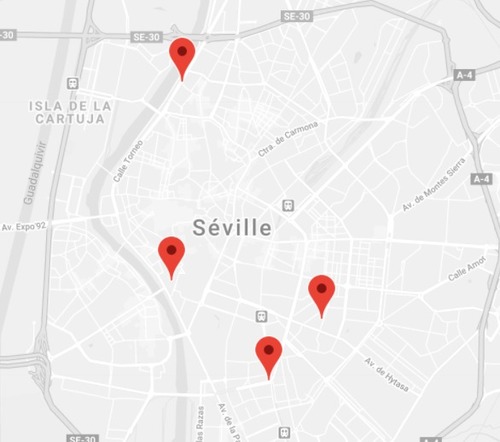 SE-30
-30
SE-30
A-4
ISLA DE LA
CARTUJA
Ctra. de Carmona
Calle Torneo
Guadalquivir
Av. de Montes Sierra
A-4
Av. Expo 92
Séville
Calle Amor
Av. de Hytasa
las Razas
Av. de la P
SE-30